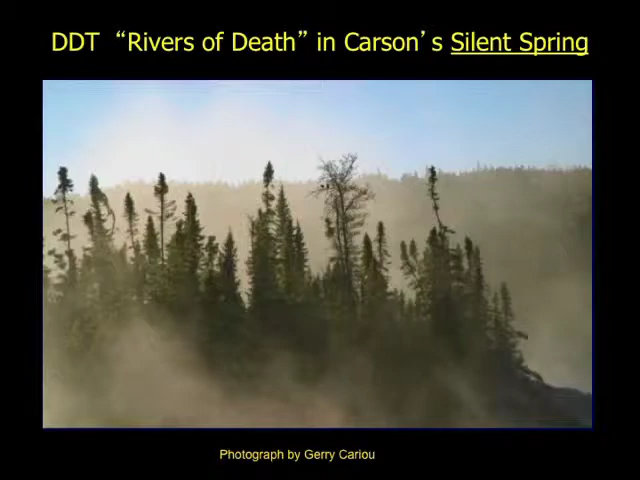 DDT “Rivers of Death” in Carson’s Silent Spring
Photograph by Gerry Cariou